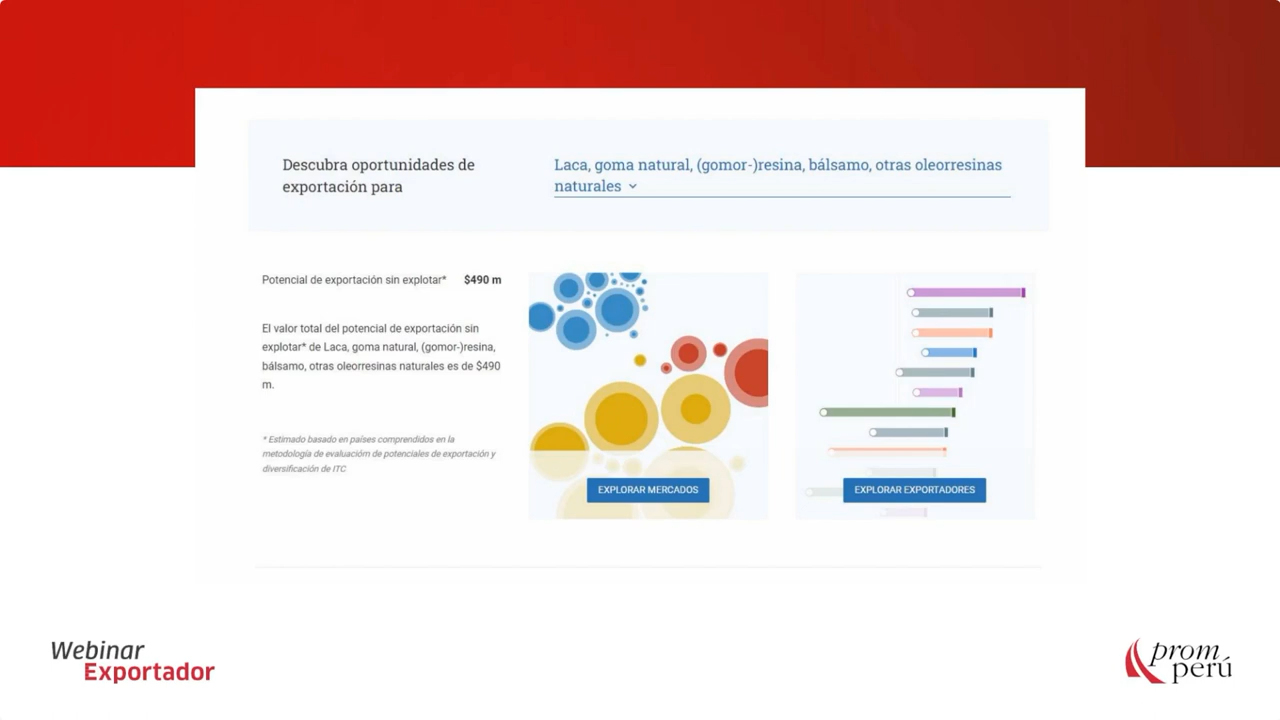 Descubra oportunidades de
exportación para
Laca, goma natural, (gomor-)resina, bálsamo, otras oleorresinas
naturales
Potencial de exportación sin explotar* $490 m
El valor total del potencial de exportación sin
explotar* de Laca, goma natural, (gomor-)resina,
bálsamo, otras oleorresinas naturales es de $490
m.
* Estimado basado en países comprendidos en la
metodología de evaluacióm de potenciales de exportación y
diversificación de ITC
EXPLORAR MERCADOS
EXPLORAR EXPORTADORES
Webinar
Exportador
prom
perú